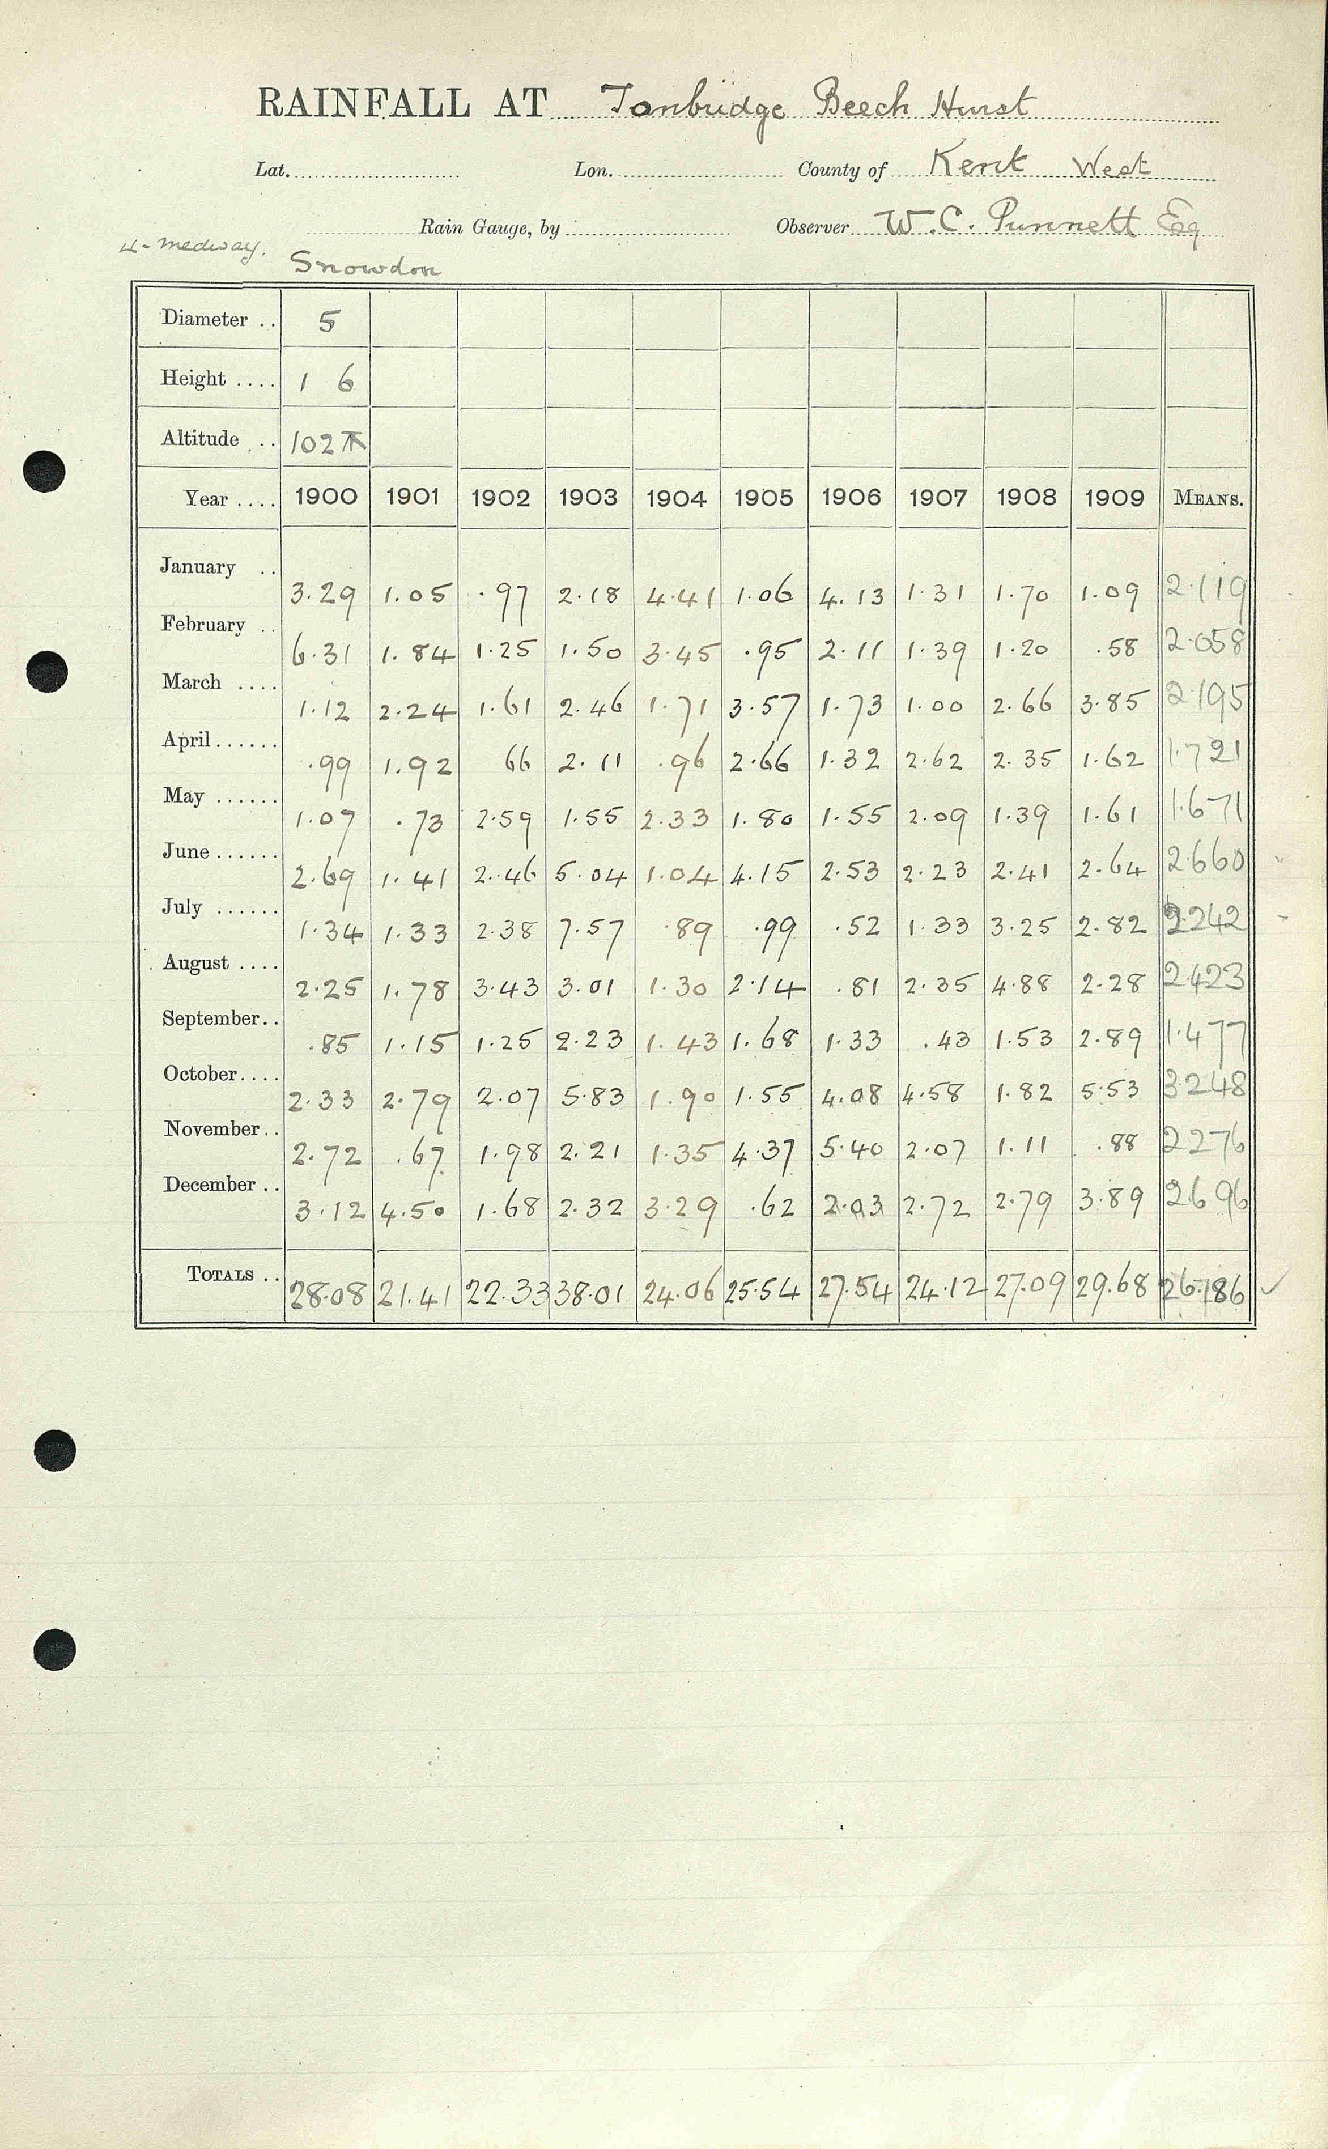 RAINFALL AT Tonbridge Beech Hurst
Lat. Lon. County of Kent West
Rain Gauge, by Observer W. C. Punnett Esq
4 - Medway. Snowdon
Diameter .. 5
Height .... 1 6
Altitude .. 102
Year .... 1900 1901 1902 1903 1904 1905 1906 1907 1908 1909 MEANS.
January .. 3.29 1.05 .97 2.18 4.41 1.06 4.13 1.31 1.70 1.09 2.119
February .. 6.31 1.84 1.25 1.50 3.45 .95 2.11 1.39 1.20 .58 2.058
March .... 1.12 2.24 1.61 2.46 1.71 3.57 1.73 1.00 2.66 3.85 2.195
April...... .99 1.92 66 2.11 .96 2.66 1.32 2.62 2.35 1.62 1.721
May ...... 1.07 .73 2.59 1.55 2.33 1.80 1.55 2.09 1.39 1.61 1.671
June...... 2.69 1.41 2.46 5.04 1.04 4.15 2.53 2.23 2.41 2.64 2.660
July ...... 1.34 1.33 2.38 7.57 .89 .99 .52 1.33 3.25 2.82 2.242
August .... 2.25 1.78 3.43 3.01 1.30 2.14 .81 2.35 4.88 2.28 2.423
September.. .85 1.15 1.25 2.23 1.43 1.68 1.33 .43 1.53 2.89 1.477
October.... 2.33 2.79 2.07 5.83 1.90 1.55 4.08 4.58 1.82 5.53 3248
November.. 2.72 .67 1.98 2.21 1.35 4.37 5.40 2.07 1.11 .88 2276
December .. 3.12 4.50 1.68 2.32 3.29 .62 2.03 2.72 2.79 3.89 2696
TOTALS .. 28.08 21.41 22.33 38.01 24.06 25.54 27.54 24.12 27.09 29.68 26.786